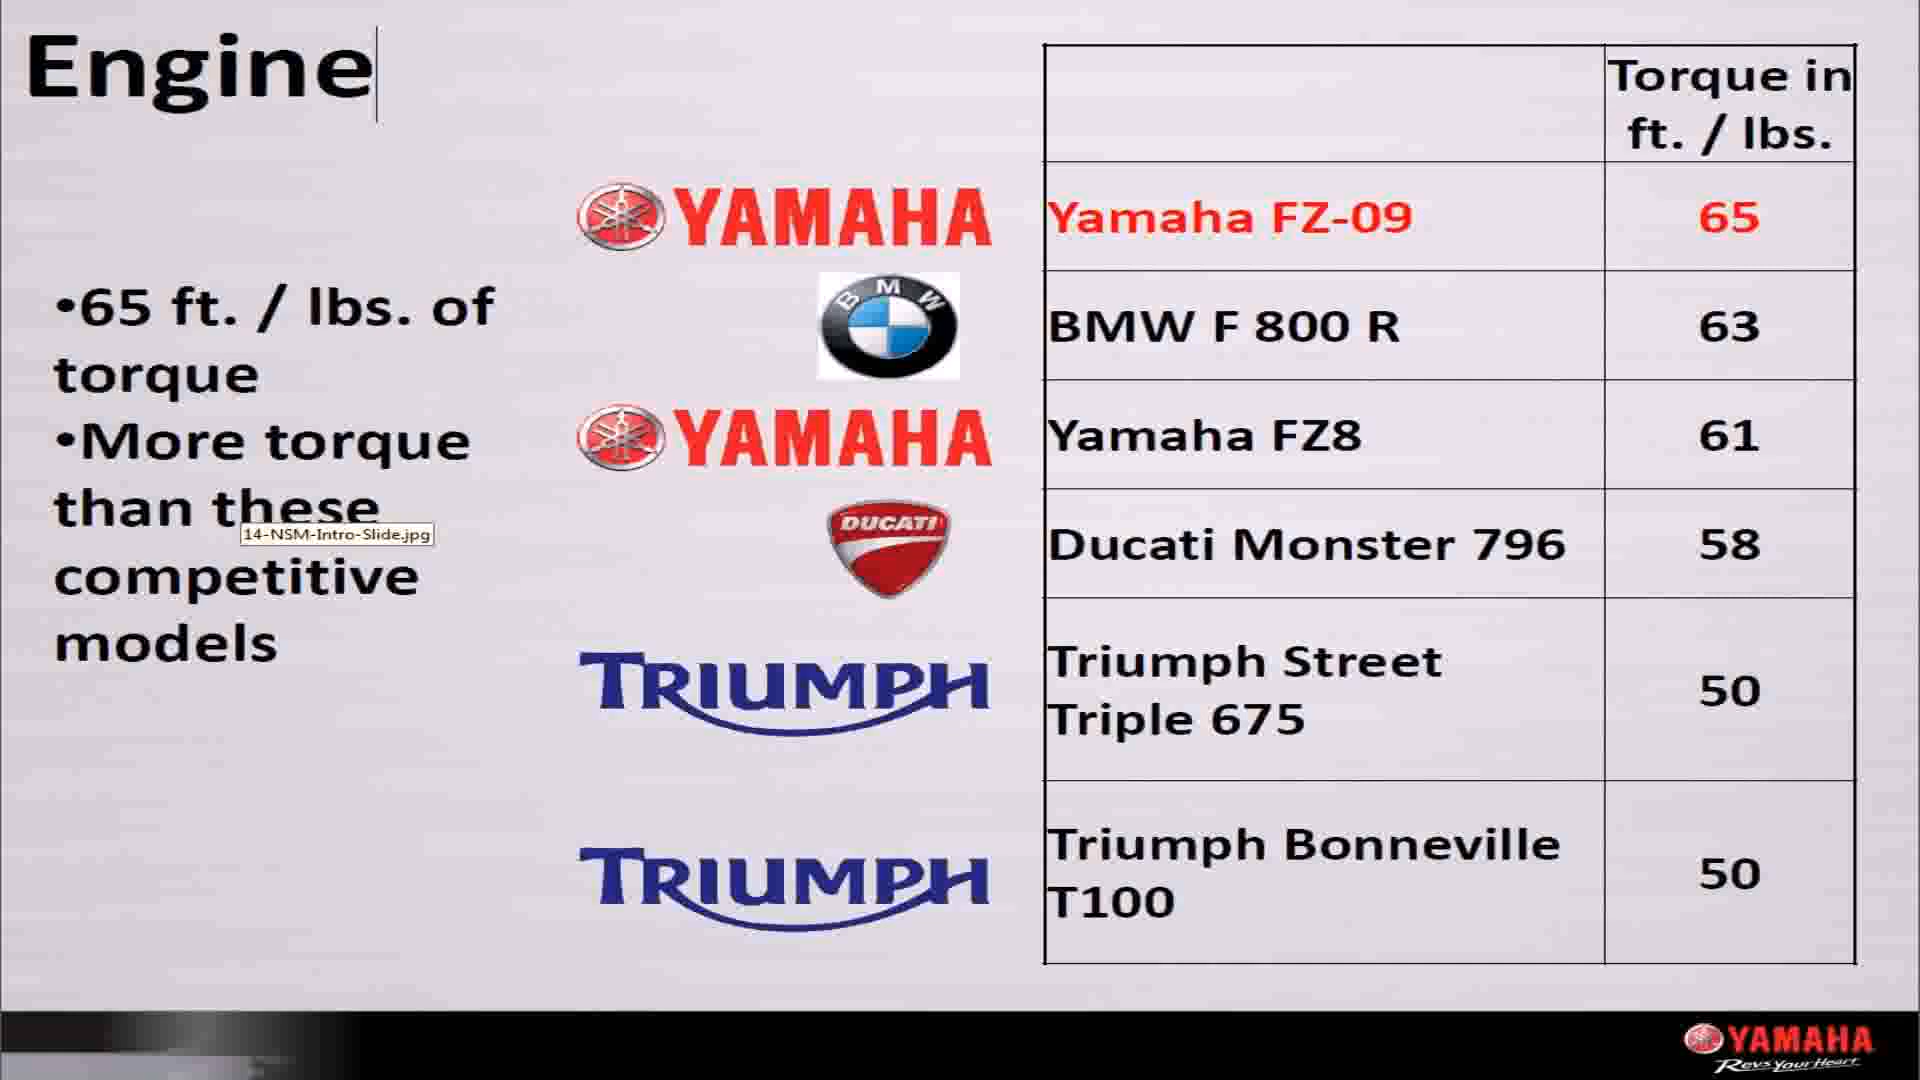 Engine
•65 ft. / lbs. of
torque
•More torque
than these
14-NSM-Intro-Slide.jpg
competitive
models
Torque in
ft. / lbs.
YAMAHA Yamaha FZ-09 65
BMW BMW F 800 R 63
YAMAHA Yamaha FZ8 61
DUCATI Ducati Monster 796 58
TRIUMPH Triumph Street
Triple 675 50
TRIUMPH Triumph Bonneville
T100 50
YAMAHA
Revs Your Heart